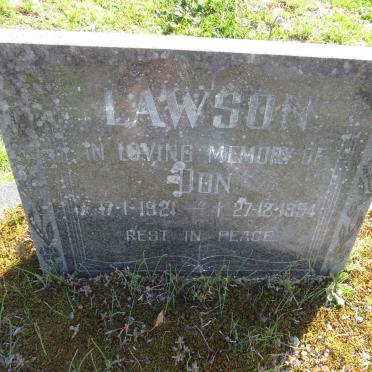 LAWSON
IN LOVING MEMORY OF
DON
* 17-1-1921 – † 27-12-1994
REST IN PEACE